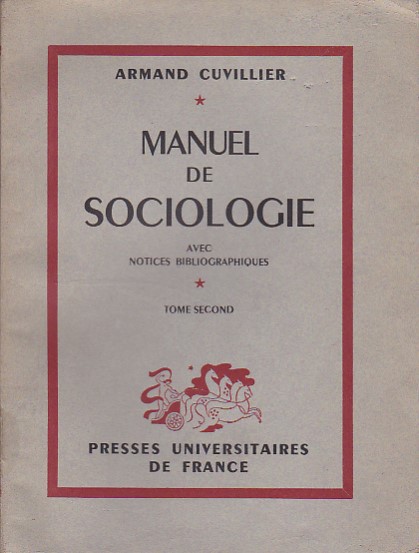 ARMAND CUVILLIER
MANUEL
DE
SOCIOLOGIE
AVEC
NOTICES BIBLIOGRAPHIQUES
TOME SECOND
PRESSES UNIVERSITAIRES
DE FRANCE